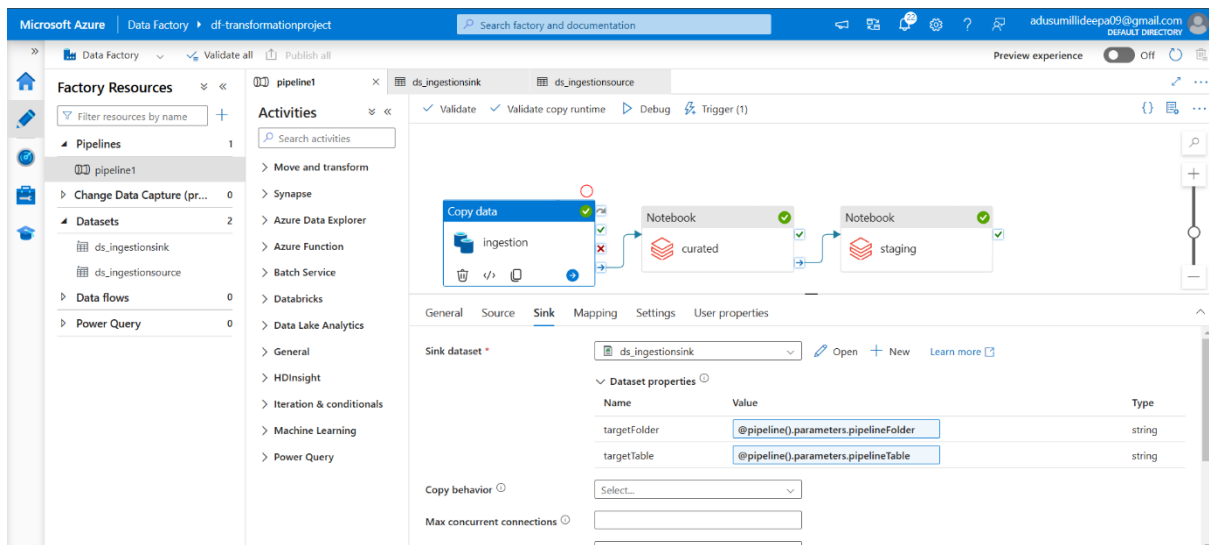 Microsoft Azure
Data Factory
df-transformationproject
Search factory and documentation
22
adusumillideepa09@gmail.com
DEFAULT DIRECTORY
Data Factory
Validate all
Publish all
Preview experience
Off
Factory Resources
Filter resources by name
Pipelines 1
pipeline1
Change Data Capture (pr... 0
Datasets 2
ds_ingestionsink
ds_ingestionsource
Data flows 0
Power Query 0
pipeline1
ds_ingestionsink
ds_ingestionsource
Activities
Search activities
Move and transform
Synapse
Azure Data Explorer
Azure Function
Batch Service
Databricks
Data Lake Analytics
General
HDInsight
Iteration & conditionals
Machine Learning
Power Query
Validate
Validate copy runtime
Debug
Trigger (1)
Copy data
ingestion
Notebook
curated
Notebook
staging
General Source Sink Mapping Settings User properties
Sink dataset *
ds_ingestionsink
Open
New
Learn more
Dataset properties
Name Value Type
targetFolder @pipeline().parameters.pipelineFolder string
targetTable @pipeline().parameters.pipelineTable string
Copy behavior
Select...
Max concurrent connections